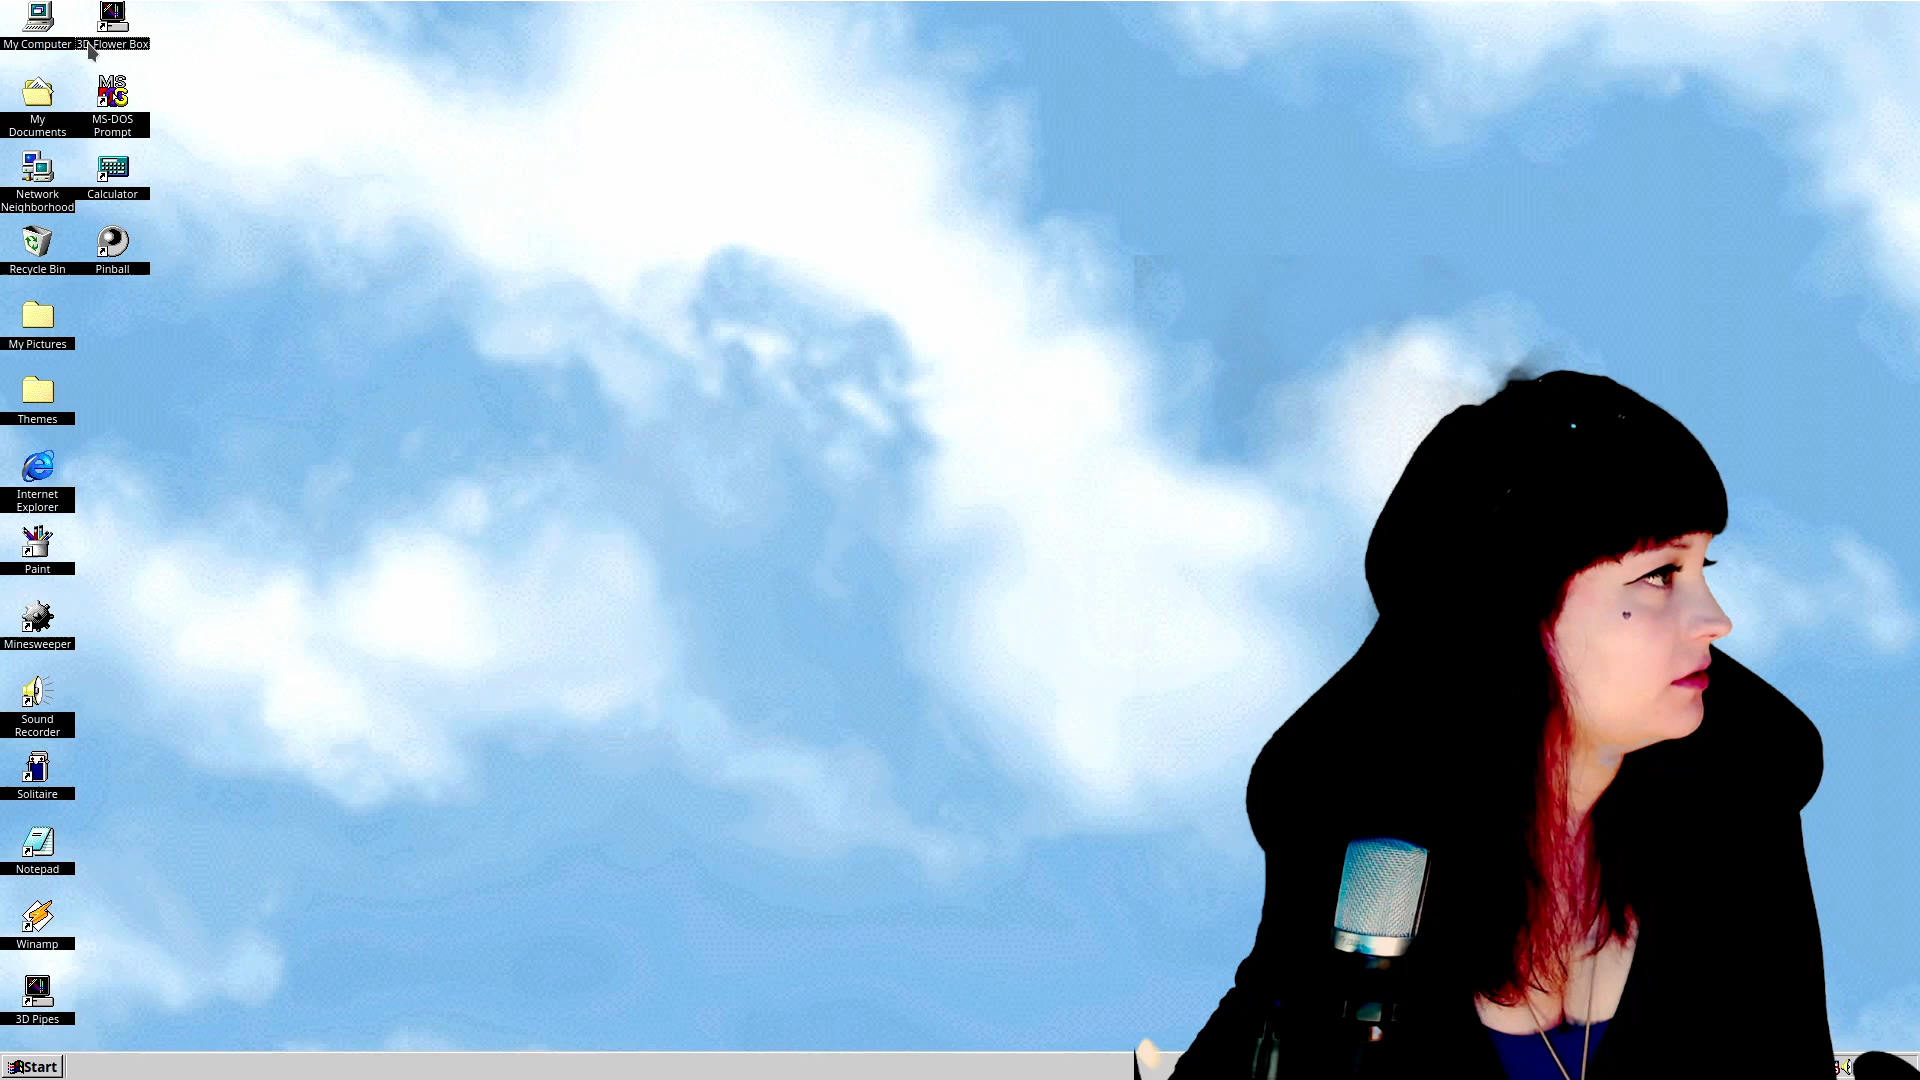 My Computer
3D Flower Box
My
Documents
MS-DOS
Prompt
Network
Neighborhood
Calculator
Recycle Bin
Pinball
My Pictures
Themes
Internet
Explorer
Paint
Minesweeper
Sound
Recorder
Solitaire
Notepad
Winamp
3D Pipes
Start